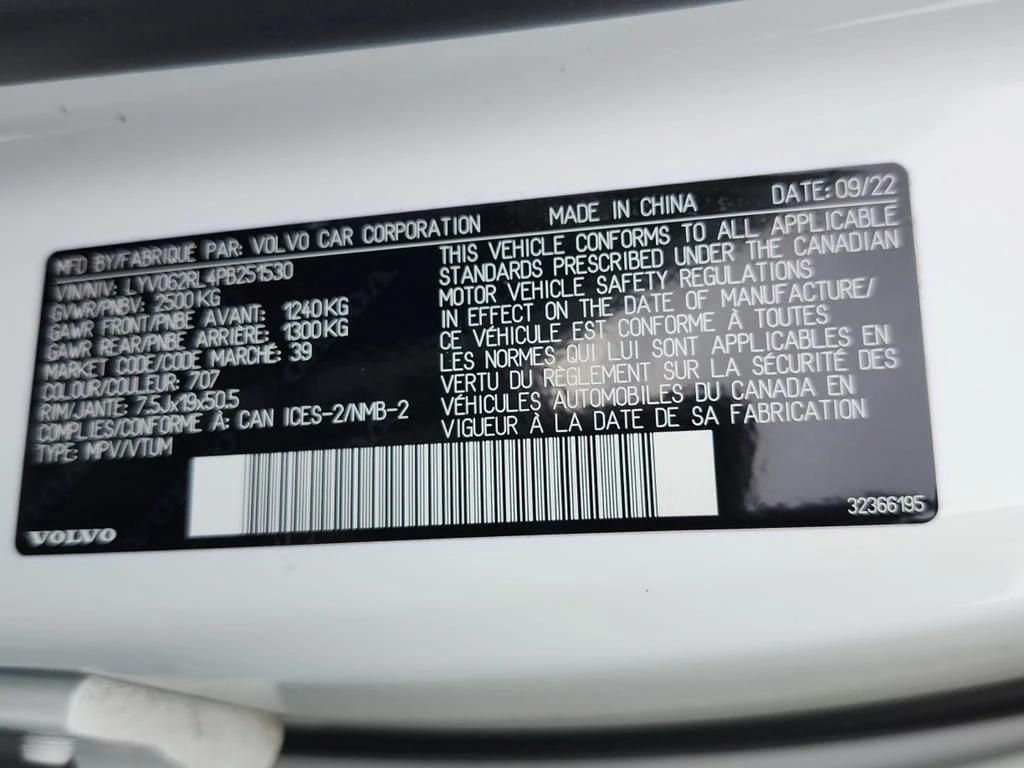 MFD BY/FABRIQUÉ PAR: VOLVO CAR CORPORATION MADE IN CHINA DATE: 09/22
VIN/NIV: LYV062RL4PB251530
GVWR/PNBV: 2500 KG
GAWR FRONT/PNBE AVANT: 1240KG
GAWR REAR/PNBE ARRIÈRE: 1300KG
MARKET CODE/CODE MARCHÉ: 39
COLOUR/COULEUR: 707
RIM/JANTE: 7.5Jx19x50.5
COMPLIES/CONFORME À: CAN ICES-2/NMB-2
TYPE: MPV/VTUM
THIS VEHICLE CONFORMS TO ALL APPLICABLE
STANDARDS PRESCRIBED UNDER THE CANADIAN
MOTOR VEHICLE SAFETY REGULATIONS
IN EFFECT ON THE DATE OF MANUFACTURE/
CE VÉHICULE EST CONFORME À TOUTES
LES NORMES QUI LUI SONT APPLICABLES EN
VERTU DU RÈGLEMENT SUR LA SÉCURITÉ DES
VÉHICULES AUTOMOBILES DU CANADA EN
VIGUEUR À LA DATE DE SA FABRICATION
VOLVO
32366195